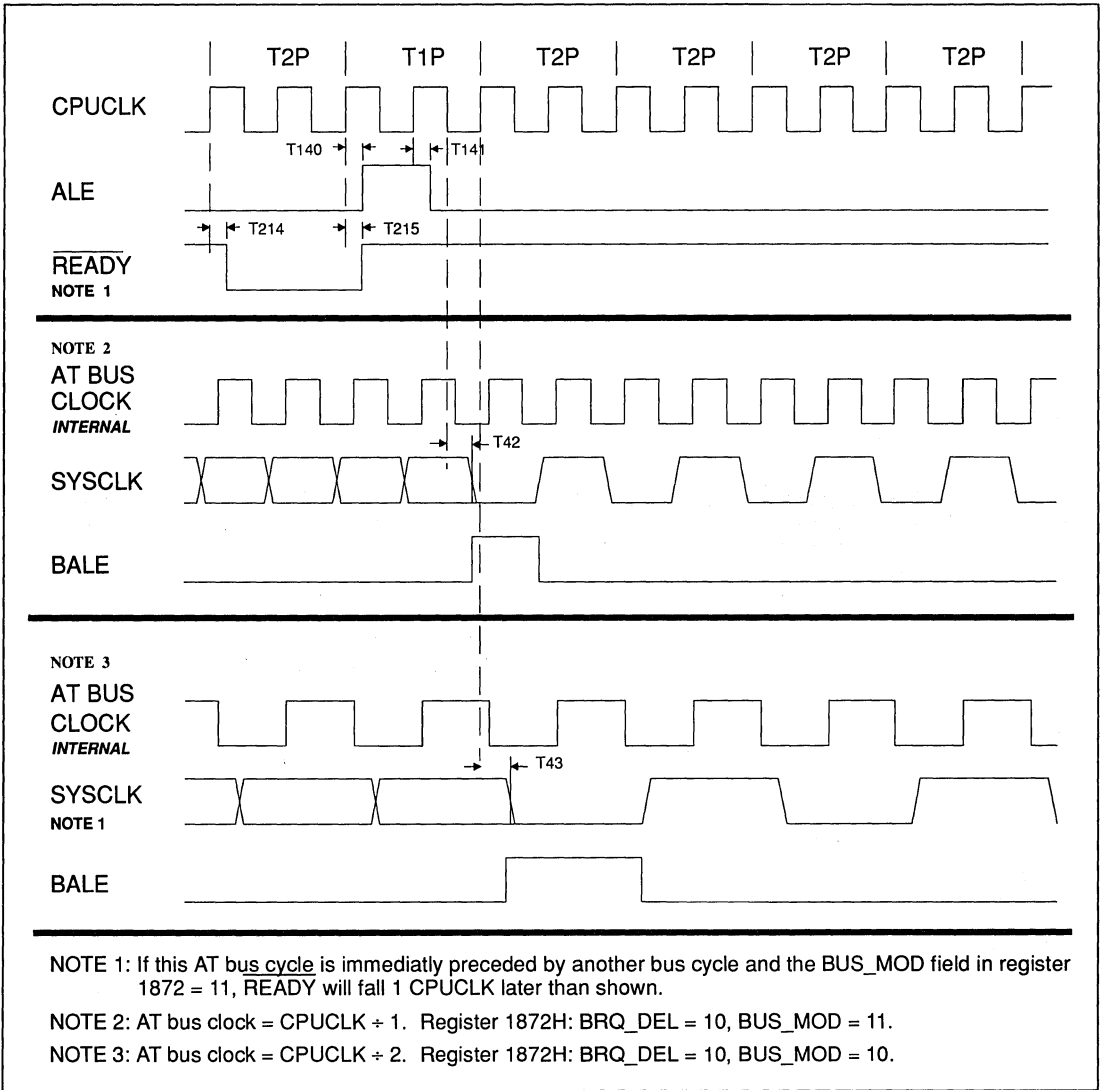 T2P T1P T2P T2P T2P T2P
CPUCLK
T140 T141
ALE
T214 T215
READY
NOTE 1
NOTE 2
AT BUS
CLOCK
INTERNAL
T42
SYSCLK
BALE
NOTE 3
AT BUS
CLOCK
INTERNAL
T43
SYSCLK
NOTE 1
BALE
NOTE 1: If this AT bus cycle is immediatly preceded by another bus cycle and the BUS_MOD field in register
1872 = 11, READY will fall 1 CPUCLK later than shown.
NOTE 2: AT bus clock = CPUCLK ÷ 1. Register 1872H: BRQ_DEL = 10, BUS_MOD = 11.
NOTE 3: AT bus clock = CPUCLK ÷ 2. Register 1872H: BRQ_DEL = 10, BUS_MOD = 10.